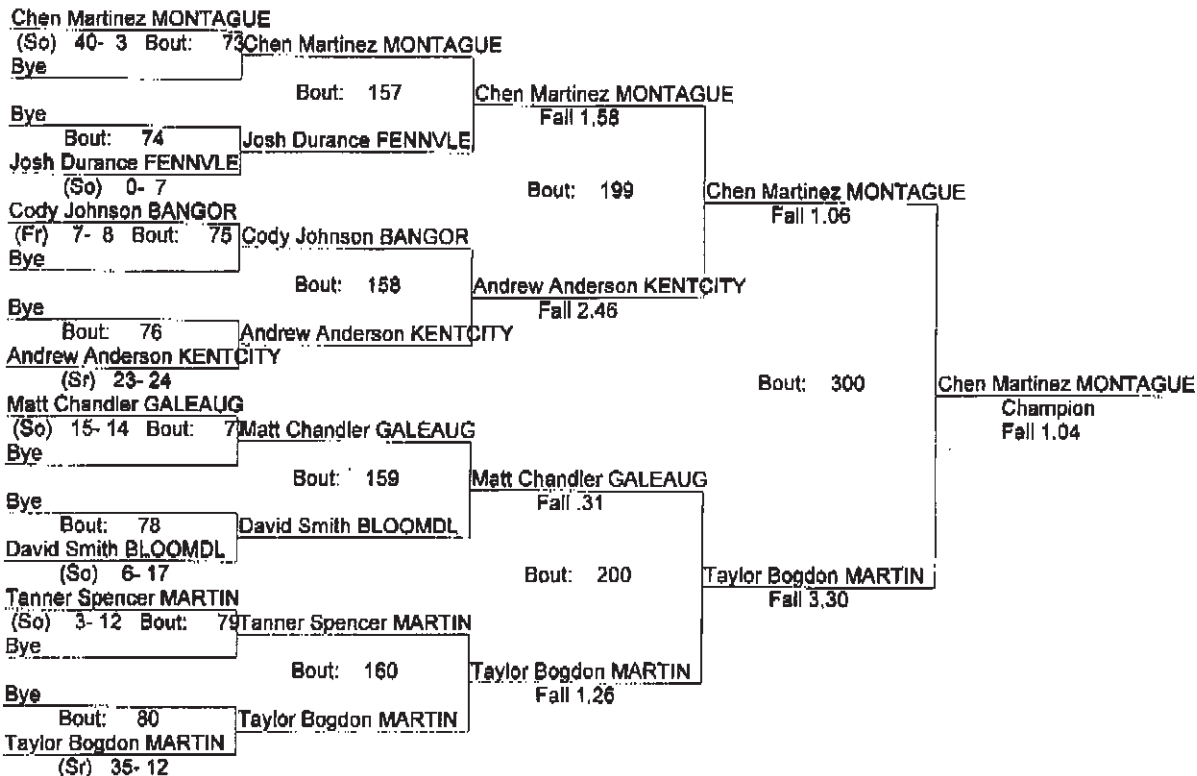 Chen Martinez MONTAGUE
(So) 40- 3 Bout: 73
Bye
Bye
Bout: 74
Josh Durance FENNVLE
(So) 0- 7
Cody Johnson BANGOR
(Fr) 7- 8 Bout: 75
Bye
Bye
Bout: 76
Andrew Anderson KENTCITY
(Sr) 23- 24
Matt Chandler GALEAUG
(So) 15- 14 Bout: 7
Bye
Bye
Bout: 78
David Smith BLOOMDL
(So) 6- 17
Tanner Spencer MARTIN
(So) 3- 12 Bout: 79
Bye
Bye
Bout: 80
Taylor Bogdon MARTIN
(Sr) 35- 12
Chen Martinez MONTAGUE
Bout: 157
Josh Durance FENNVLE
Cody Johnson BANGOR
Bout: 158
Andrew Anderson KENTCITY
Matt Chandler GALEAUG
Bout: 159
David Smith BLOOMDL
Tanner Spencer MARTIN
Bout: 160
Taylor Bogdon MARTIN
Chen Martinez MONTAGUE
Fall 1.58
Bout: 199
Andrew Anderson KENTCITY
Fall 2.46
Matt Chandler GALEAUG
Fall .31
Bout: 200
Taylor Bogdon MARTIN
Fall 1.26
Chen Martinez MONTAGUE
Fall 1.06
Bout: 300
Taylor Bogdon MARTIN
Fall 3.30
Chen Martinez MONTAGUE
Champion
Fall 1.04